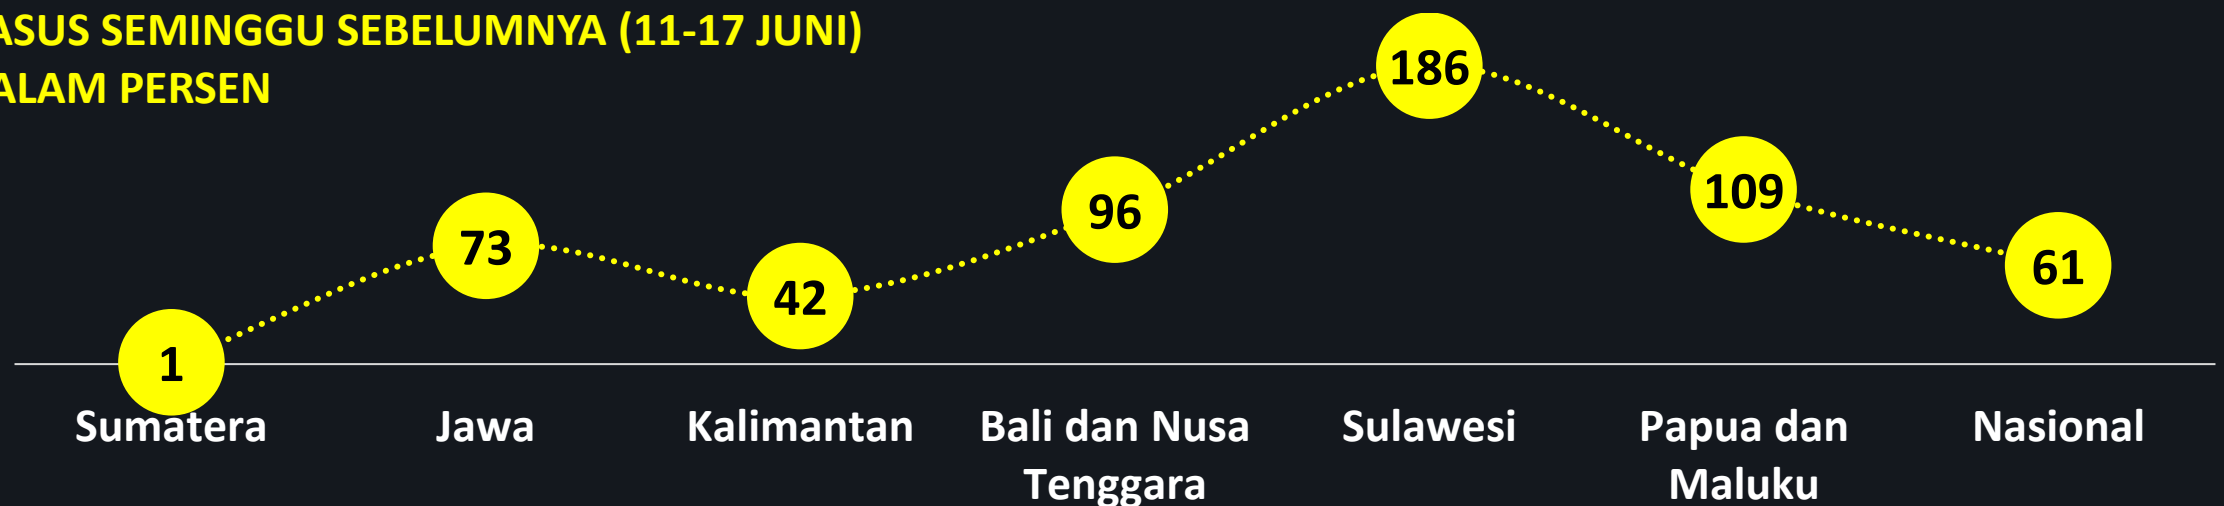 ASUS SEMINGGU SEBELUMNYA (11-17 JUNI)
ALAM PERSEN
186
109
96
73
61
42
1
Sumatera Jawa Kalimantan Bali dan Nusa Sulawesi Papua dan Nasional
Tenggara Maluku